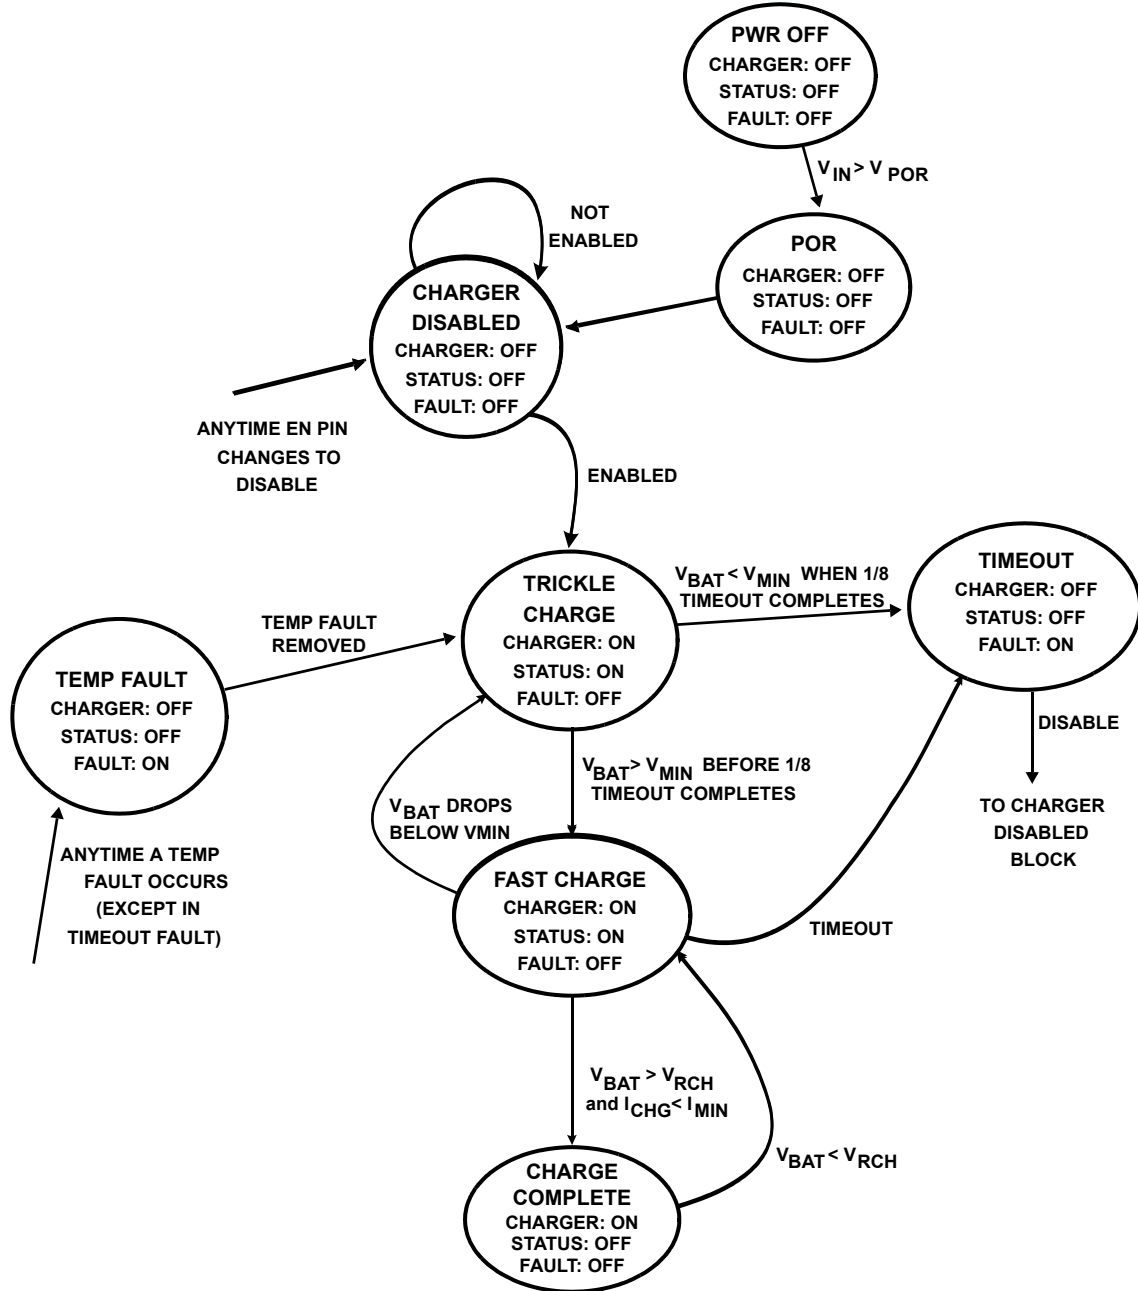 PWR OFF
CHARGER: OFF
STATUS: OFF
FAULT: OFF
VIN > VPOR
POR
CHARGER: OFF
STATUS: OFF
FAULT: OFF
NOT
ENABLED
CHARGER
DISABLED
CHARGER: OFF
STATUS: OFF
FAULT: OFF
ANYTIME EN PIN
CHANGES TO
DISABLE
ENABLED
TRICKLE
CHARGE
CHARGER: ON
STATUS: ON
FAULT: OFF
VBAT < VMIN WHEN 1/8
TIMEOUT COMPLETES
TIMEOUT
CHARGER: OFF
STATUS: OFF
FAULT: ON
DISABLE
TO CHARGER
DISABLED
BLOCK
TEMP FAULT
REMOVED
TEMP FAULT
CHARGER: OFF
STATUS: OFF
FAULT: ON
ANYTIME A TEMP
FAULT OCCURS
(EXCEPT IN
TIMEOUT FAULT)
VBAT DROPS
BELOW VMIN
VBAT > VMIN BEFORE 1/8
TIMEOUT COMPLETES
FAST CHARGE
CHARGER: ON
STATUS: ON
FAULT: OFF
TIMEOUT
VBAT > VRCH
and ICHG < IMIN
VBAT < VRCH
CHARGE
COMPLETE
CHARGER: ON
STATUS: OFF
FAULT: OFF